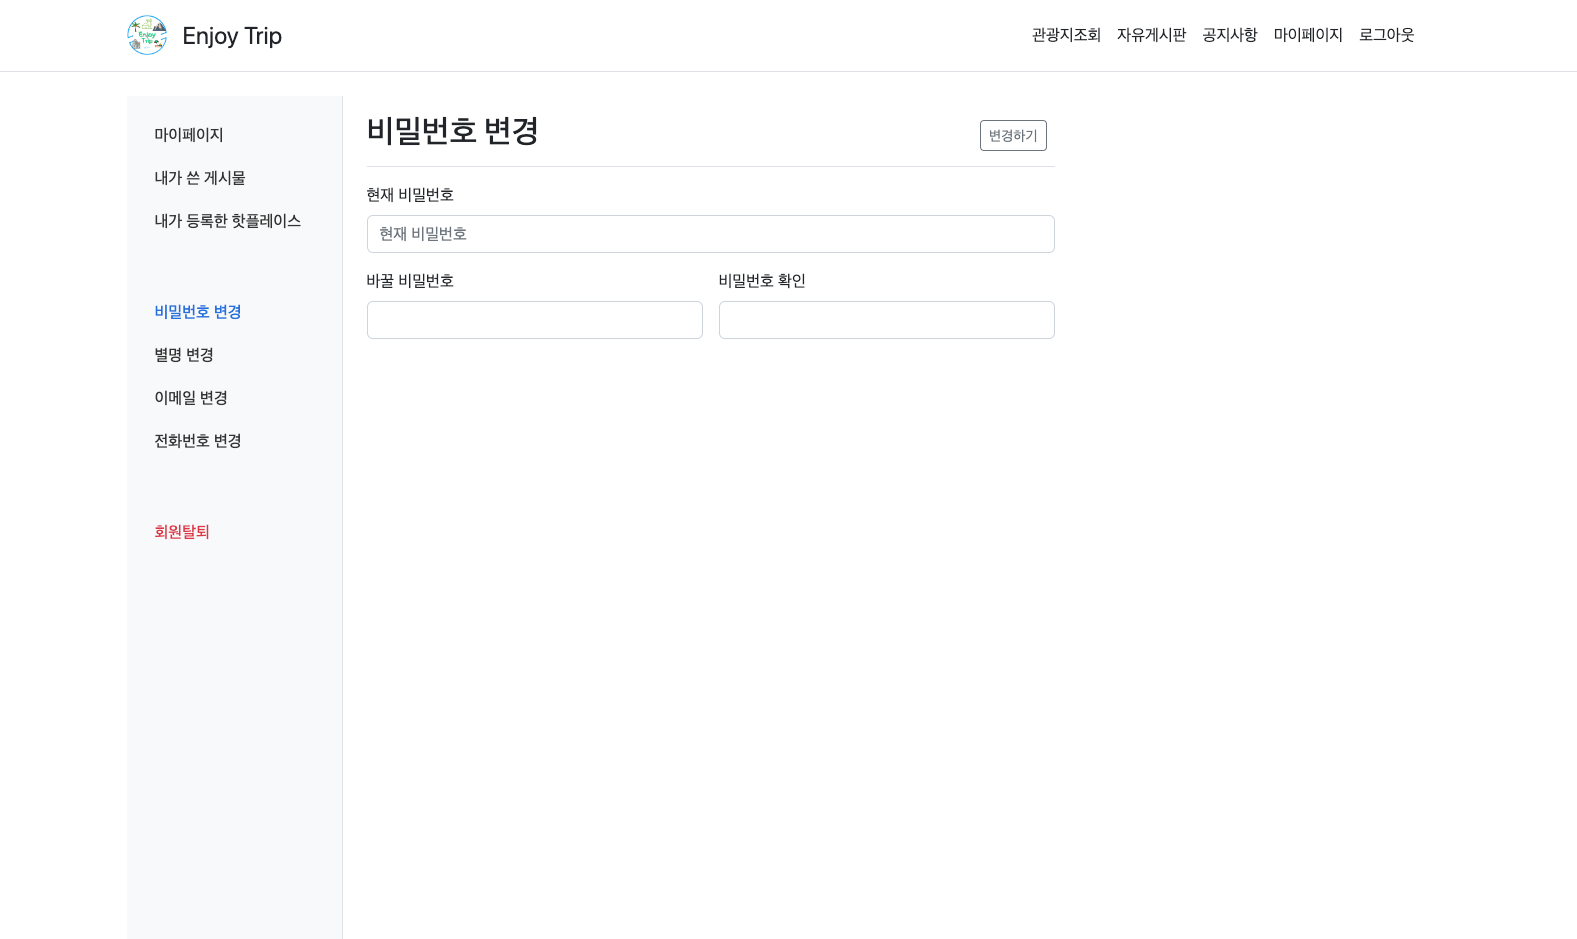 Enjoy Trip
Enjoy Trip
관광지조회 자유게시판 공지사항 마이페이지 로그아웃
마이페이지
내가 쓴 게시물
내가 등록한 핫플레이스
비밀번호 변경
별명 변경
이메일 변경
전화번호 변경
회원탈퇴
비밀번호 변경
변경하기
현재 비밀번호
현재 비밀번호
바꿀 비밀번호
비밀번호 확인